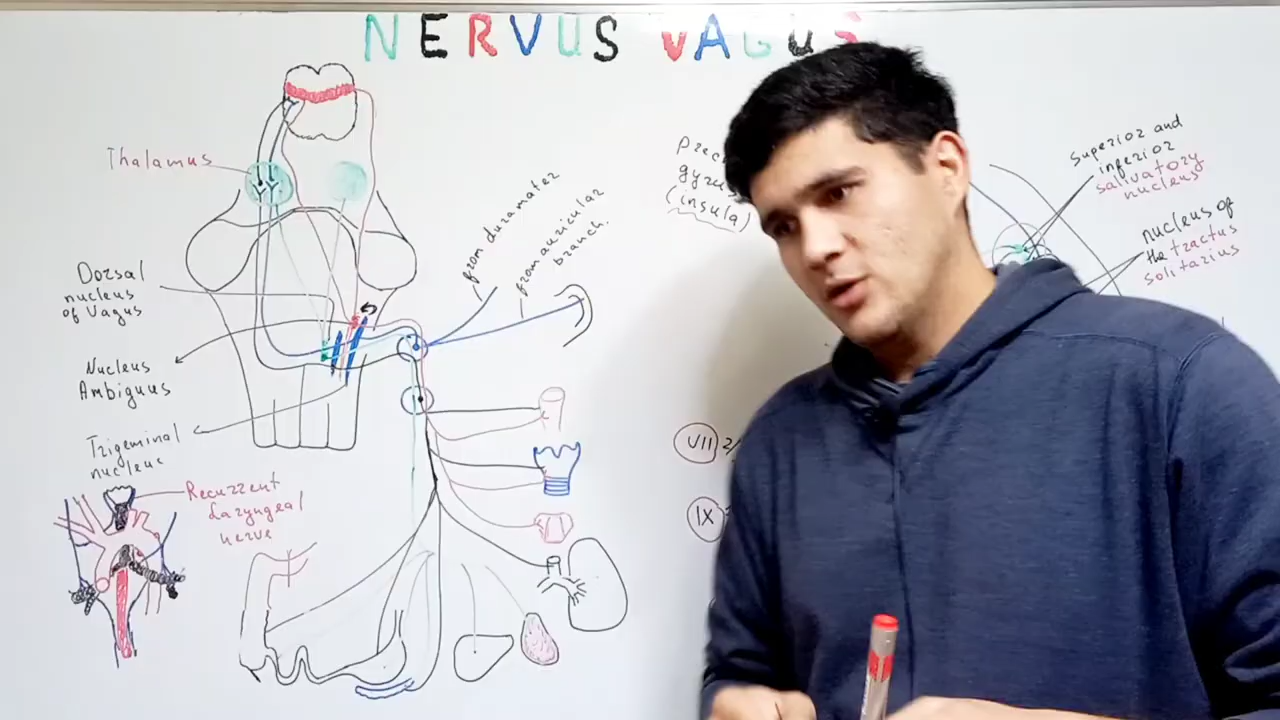 NERVUS VAGUS
Thalamus
Dorsal
nucleus
of Vagus
Nucleus
Ambiguus
Trigeminal
nucleus
Recurrent
Laryngeal
nerve
from duramater
from auricular
branch.
gyrus
(insula)
VII
IX
Superior and
inferior
salivatory
nucleus
nucleus of
the tractus
solitarius